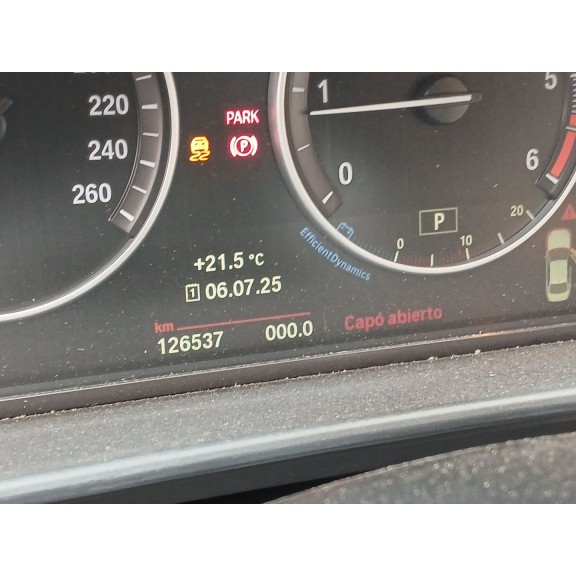 220
240
260
PARK
P
1
0
5
6
P
0
10
20
EfficientDynamics
+21.5 °C
1 06.07.25
km
126537 000.0
Capó abierto